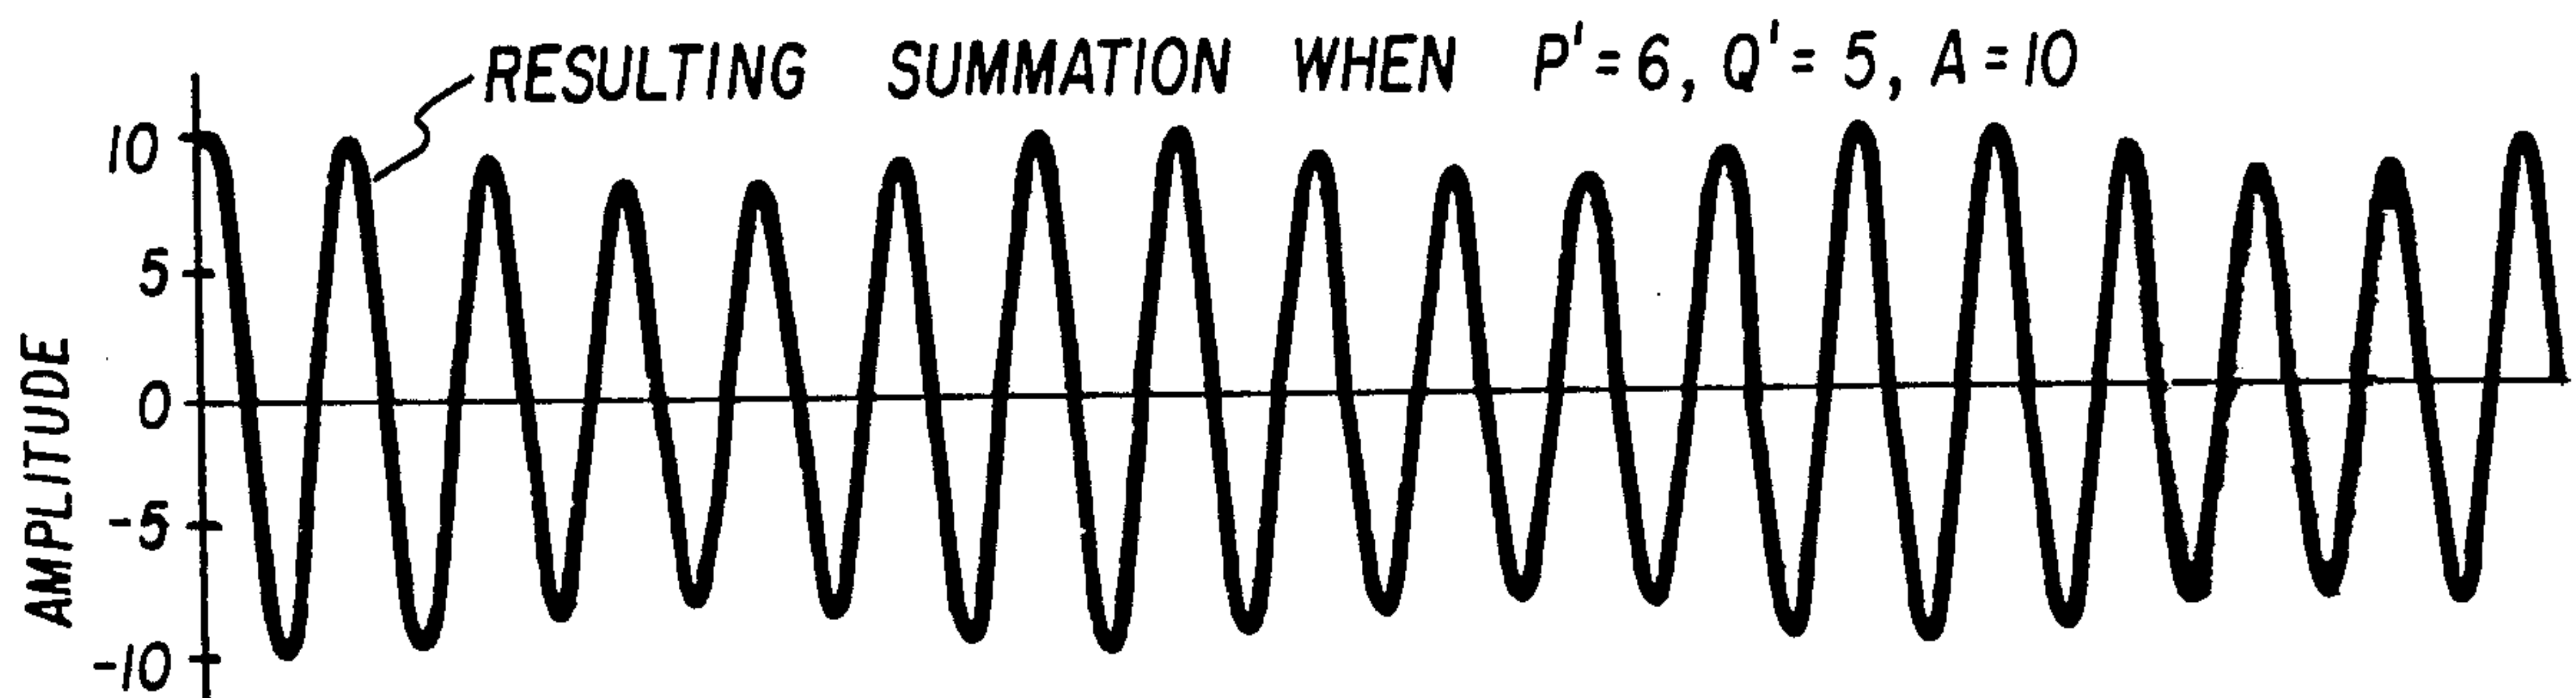 RESULTING SUMMATION WHEN P'=6, Q'=5, A=10
10
5
0
-5
-10
AMPLITUDE